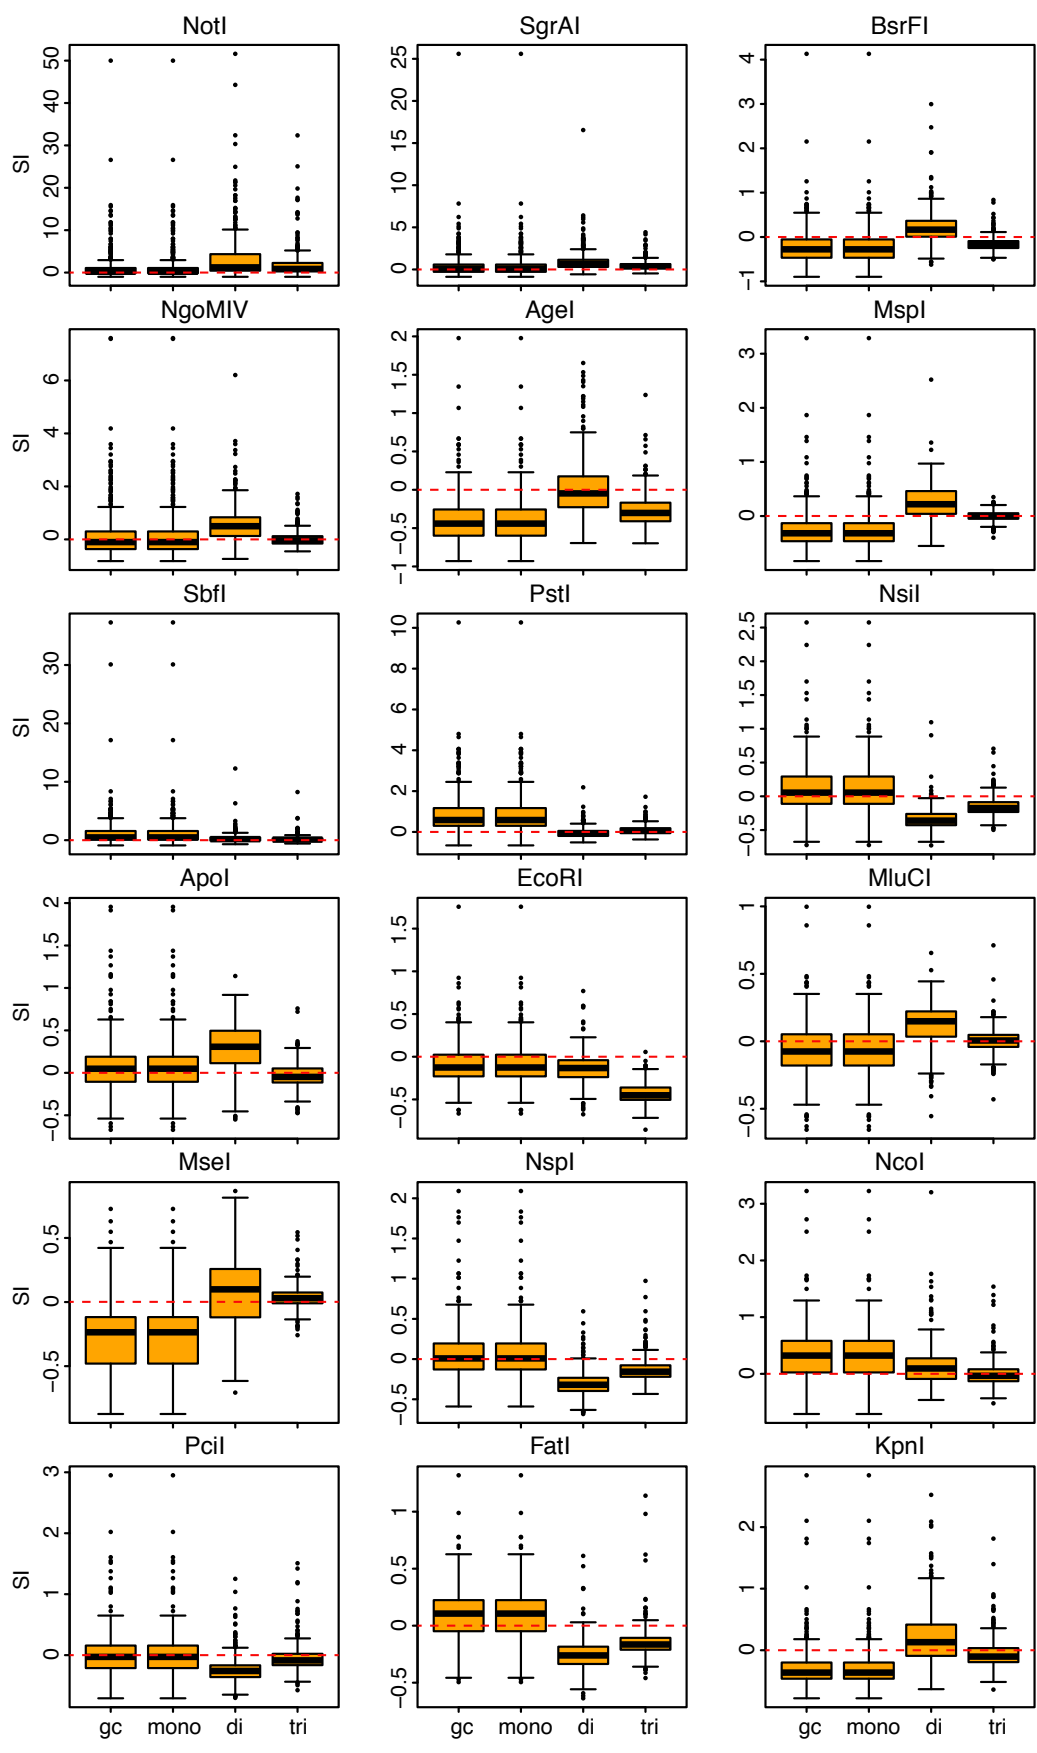 NotI SgrAI BsrFI
SI 0 10 20 30 40 50
0 5 10 15 20 25
−1 0 1 2 3 4
NgoMIV AgeI MspI
SI 0 2 4 6
−1 −0.5 0 0.5 1 1.5 2
0 1 2 3
SbfI PstI NsiI
SI 0 10 20 30
0 2 4 6 8 10
−0.5 0 0.5 1 1.5 2 2.5
ApoI EcoRI MluCI
SI −0.5 0 0.5 1 1.5 2
−0.5 0 0.5 1 1.5
−0.5 0 0.5 1
MseI NspI NcoI
SI −0.5 0 0.5
−0.5 0 0.5 1 1.5 2
0 1 2 3
PciI FatI KpnI
SI 0 1 2 3
−0.5 0 0.5 1
0 1 2
gc mono di tri gc mono di tri gc mono di tri